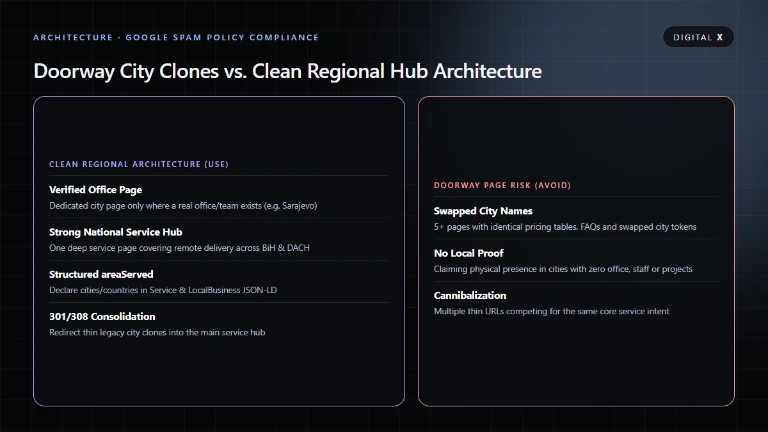 ARCHITECTURE · GOOGLE SPAM POLICY COMPLIANCE
DIGITAL X
Doorway City Clones vs. Clean Regional Hub Architecture
CLEAN REGIONAL ARCHITECTURE (USE)
Verified Office Page
Dedicated city page only where a real office/team exists (e.g. Sarajevo)
Strong National Service Hub
One deep service page covering remote delivery across BiH & DACH
Structured areaServed
Declare cities/countries in Service & LocalBusiness JSON-LD
301/308 Consolidation
Redirect thin legacy city clones into the main service hub
DOORWAY PAGE RISK (AVOID)
Swapped City Names
5+ pages with identical pricing tables, FAQs and swapped city tokens
No Local Proof
Claiming physical presence in cities with zero office, staff or projects
Cannibalization
Multiple thin URLs competing for the same core service intent